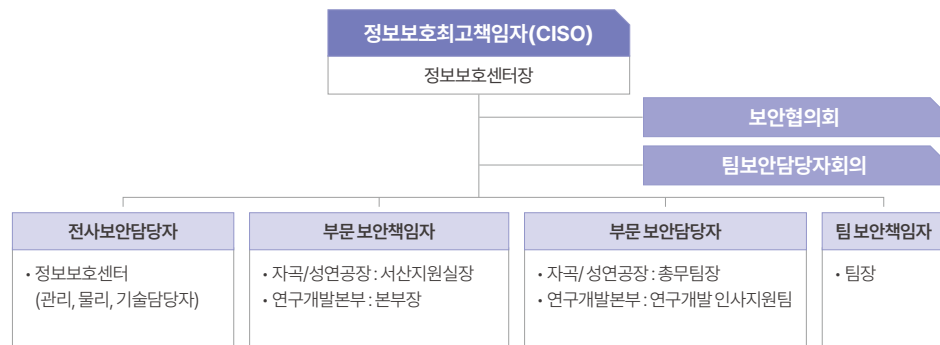 정보보호최고책임자(CISO)
정보보호센터장
보안협의회
팀보안담당자회의
전사보안담당자
• 정보보호센터
(관리, 물리, 기술담당자)
부문 보안책임자
• 자곡/성연공장 : 서산지원실장
• 연구개발본부 : 본부장
부문 보안담당자
• 자곡/ 성연공장 : 총무팀장
• 연구개발본부 : 연구개발 인사지원팀
팀 보안책임자
• 팀장